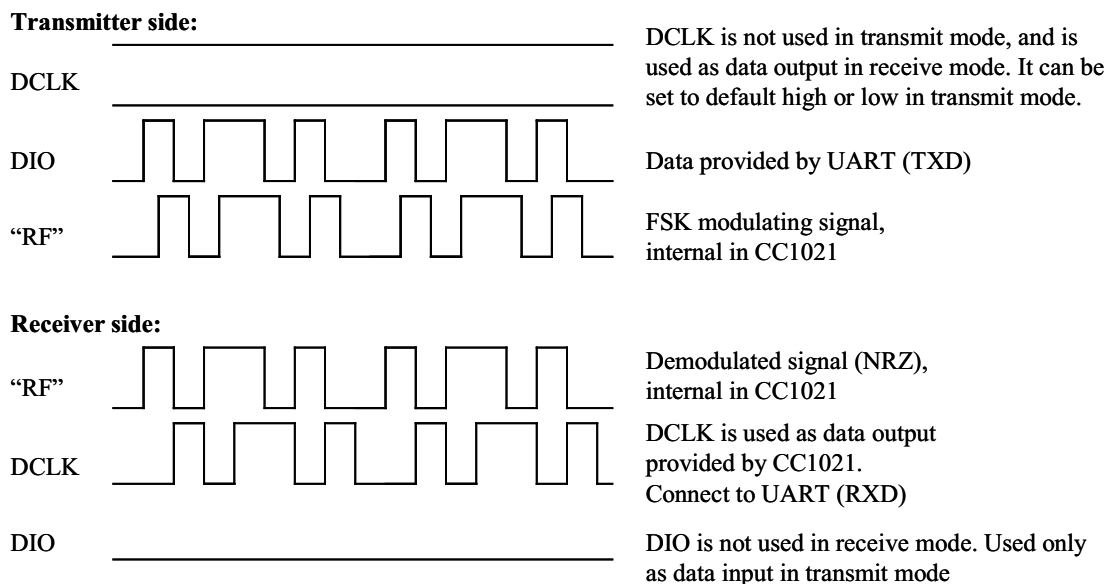 Transmitter side:
DCLK is not used in transmit mode, and is
used as data output in receive mode. It can be
set to default high or low in transmit mode.
DCLK
DIO
Data provided by UART (TXD)
“RF”
FSK modulating signal,
internal in CC1021
Receiver side:
“RF”
Demodulated signal (NRZ),
internal in CC1021
DCLK
DCLK is used as data output
provided by CC1021.
Connect to UART (RXD)
DIO
DIO is not used in receive mode. Used only
as data input in transmit mode